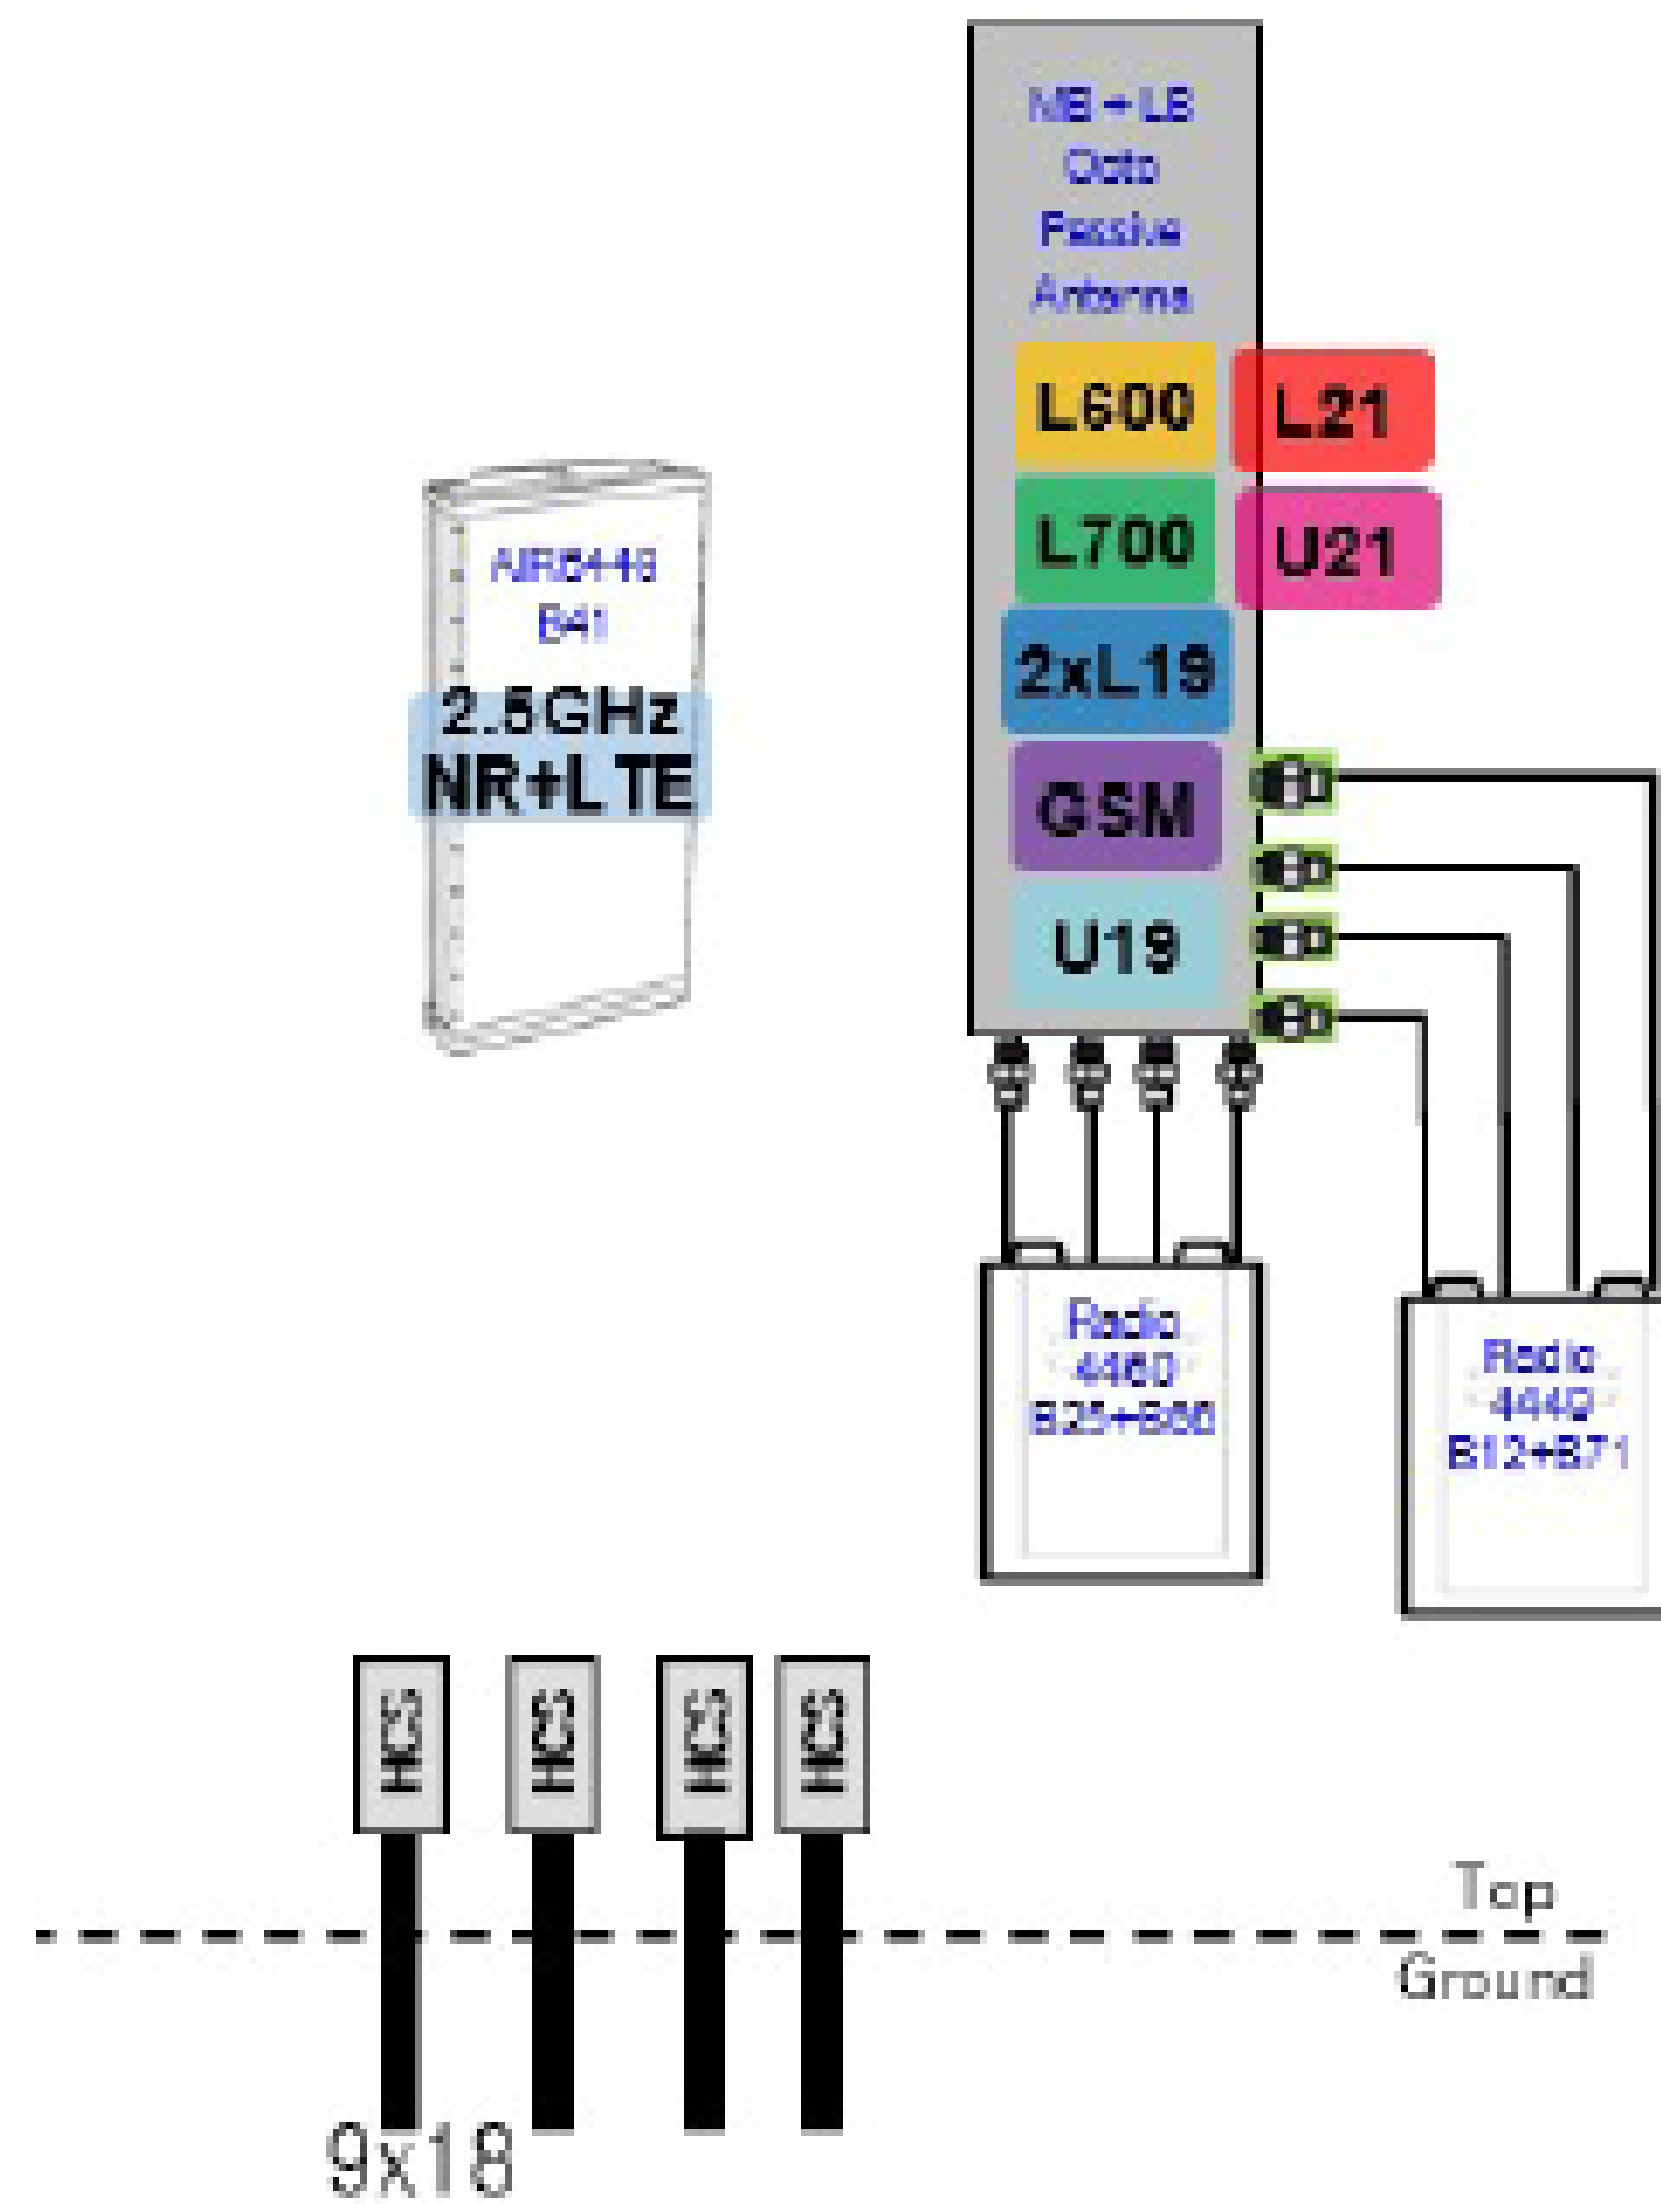 MB + LB
Octo
Passive
Antenna
L600
L21
L700
U21
2xL19
GSM
U19
AIR6449
B41
2.5GHz
NR+LTE
Radio
4460
B25+B66
Radio
4449
B12+B71
HCS
HCS
HCS
HCS
Top
Ground
9x18